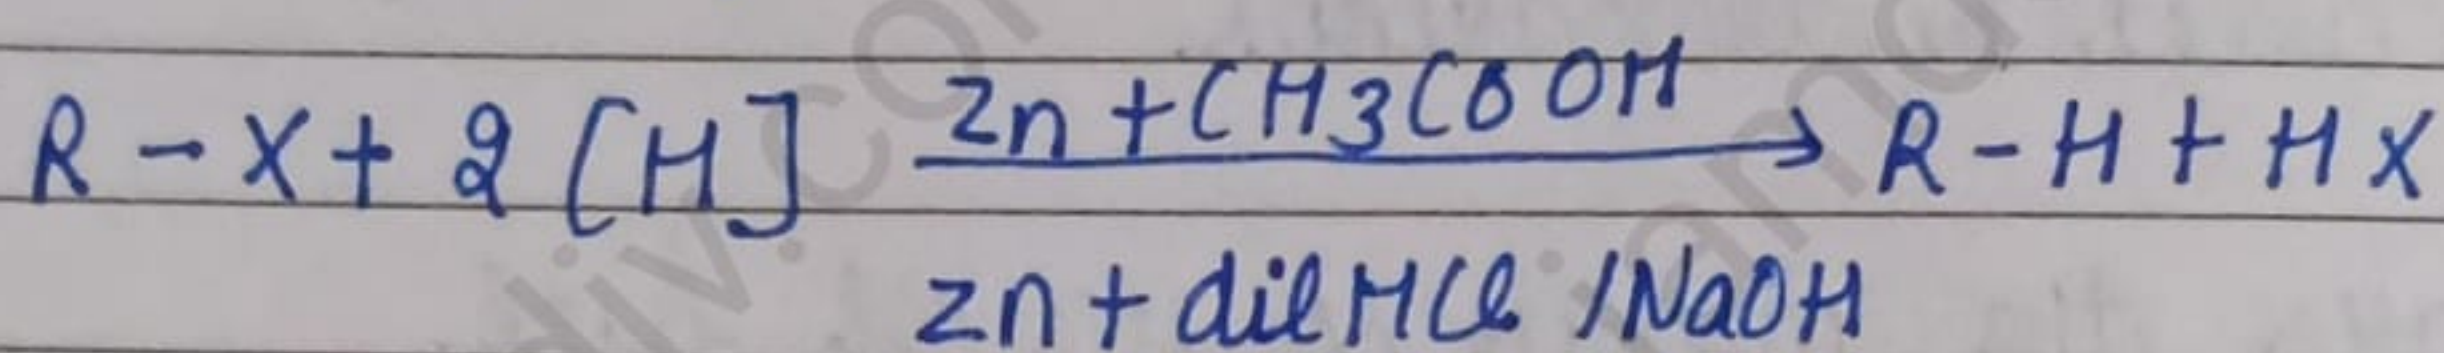 Zn + CH3COOH
R - X + 2 [H] → R - H + HX
zn + dil HCl / NaOH